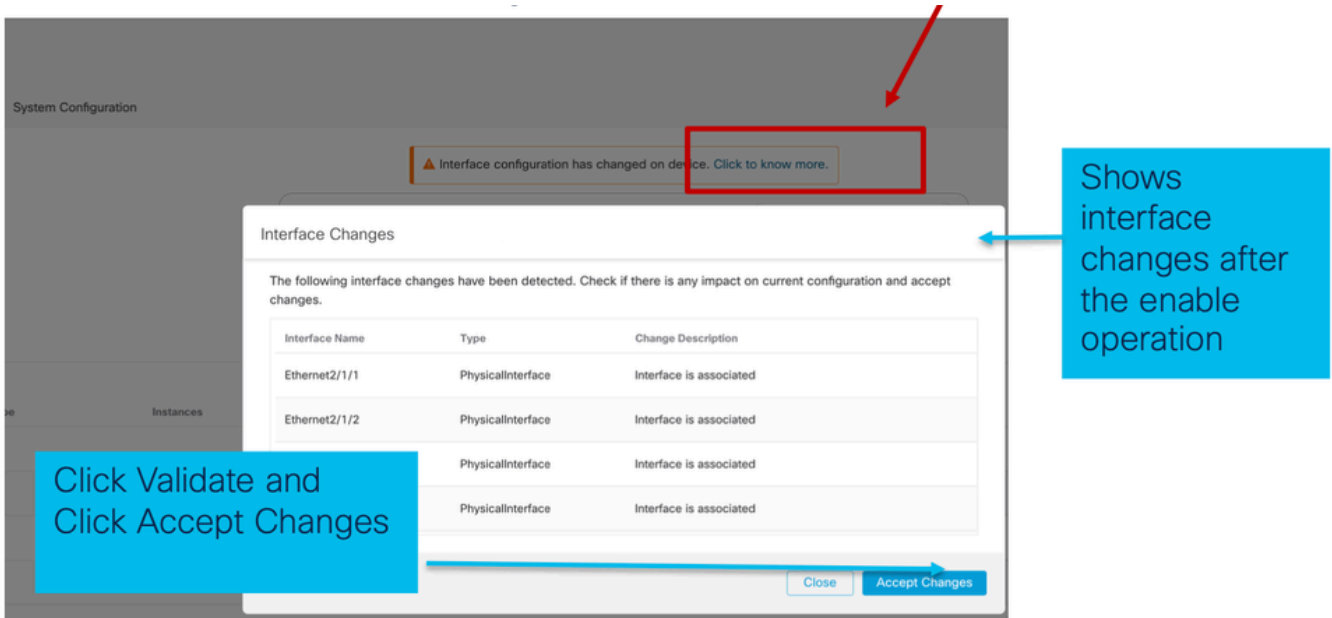 System Configuration
Interface configuration has changed on device. Click to know more.
Shows
interface
changes after
the enable
operation
Interface Changes
The following interface changes have been detected. Check if there is any impact on current configuration and accept
changes.
Interface Name Type Change Description
Ethernet2/1/1 PhysicalInterface Interface is associated
Instances
Ethernet2/1/2 PhysicalInterface Interface is associated
PhysicalInterface Interface is associated
PhysicalInterface Interface is associated
Click Validate and
Click Accept Changes
Close Accept Changes